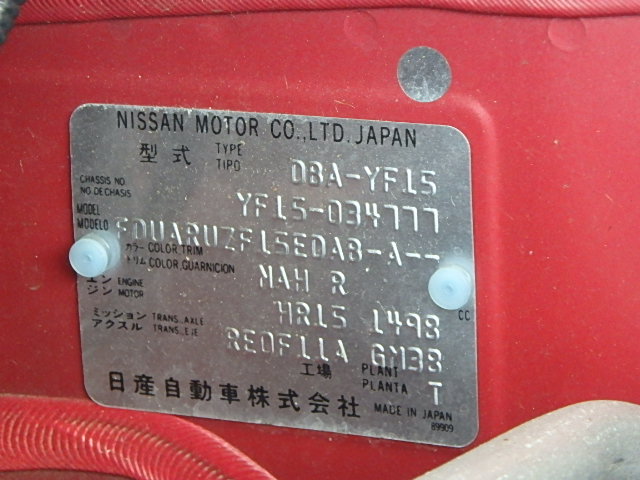 NISSAN MOTOR CO.,LTD. JAPAN
型式 TYPE TIPO DBA-YF15
CHASSIS NO. NO.DE CHASIS YF15-034777
MODEL MODELO FDUARUZF15EDAB-A--
カラー COLOR TRIM トリム COLOR GUARNICION NAH R
エンジン ENGINE MOTOR HR15 1498 CC
ミッション アクスル TRANS.,AXLE TRANS.,EJE RE0F11A GM38
工場 PLANT PLANTA T
日産自動車株式会社 MADE IN JAPAN
89909